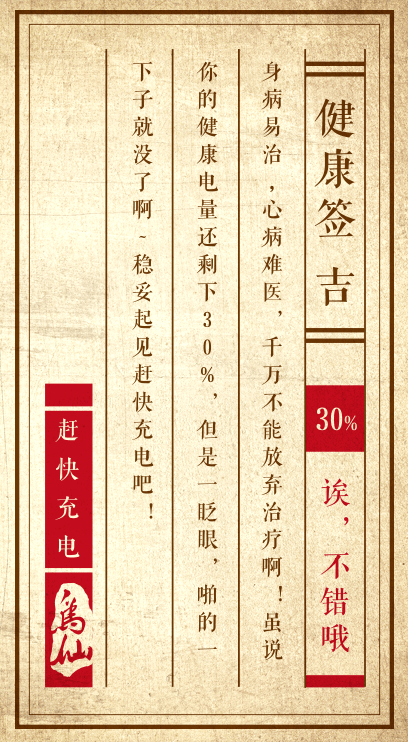 健康签 吉
30%
诶，不错哦
身病易治，心病难医，千万不能放弃治疗啊！虽说
你的健康电量还剩下30%，但是一眨眼，啪的一
下子就没了啊~稳妥起见赶快充电吧！
赶快充电
为仙